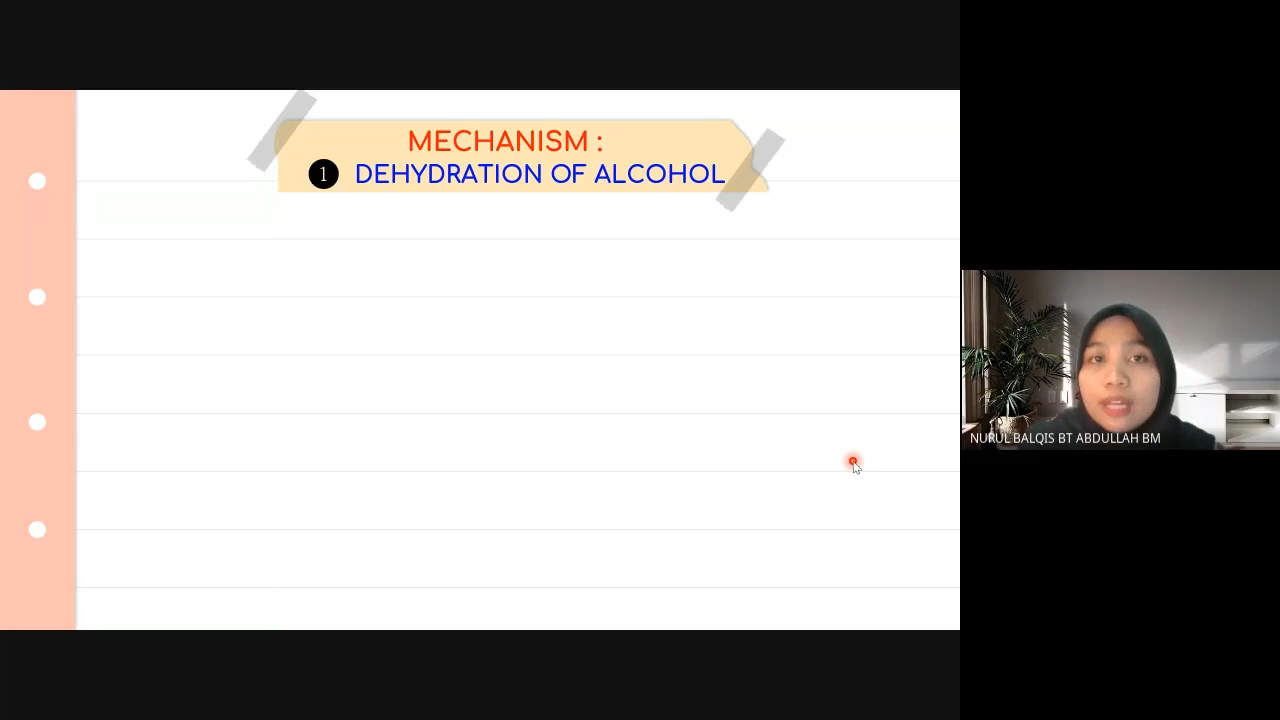 MECHANISM :
1 DEHYDRATION OF ALCOHOL
NURUL BALQIS BT ABDULLAH BM